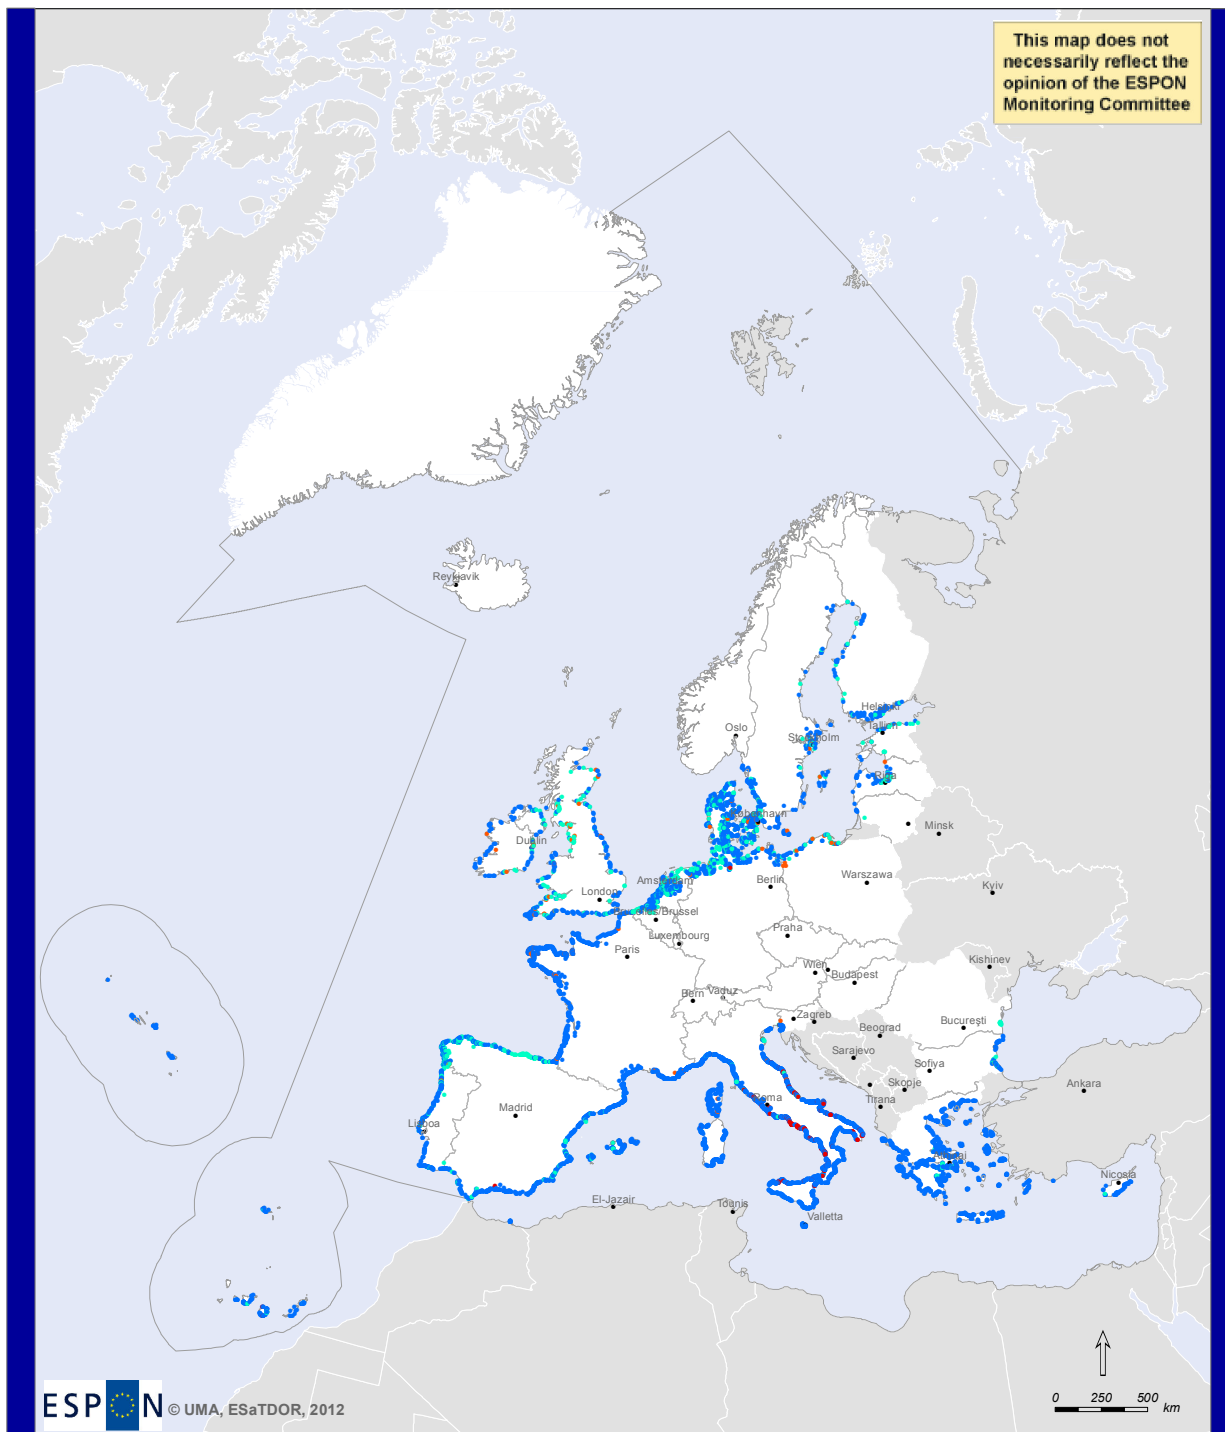 This map does not
necessarily reflect the
opinion of the ESPON
Monitoring Committee
Reykjavik
Oslo
Helsinki
Tallinn
Stockholm
Riga
København
Minsk
Dublin
Amsterdam
Berlin
Warszawa
London
Kyiv
Bruxelles/Brussel
Praha
Luxembourg
Paris
Wien
Kishinev
Budapest
Bern
Vaduz
Zagreb
Bucureşti
Beograd
Sarajevo
Sofiya
Skopje
Ankara
Roma
Tirana
Madrid
Lisboa
Nicosia
El-Jazair
Tounis
Valletta
0 250 500
km
ESPON
© UMA, ESaTDOR, 2012